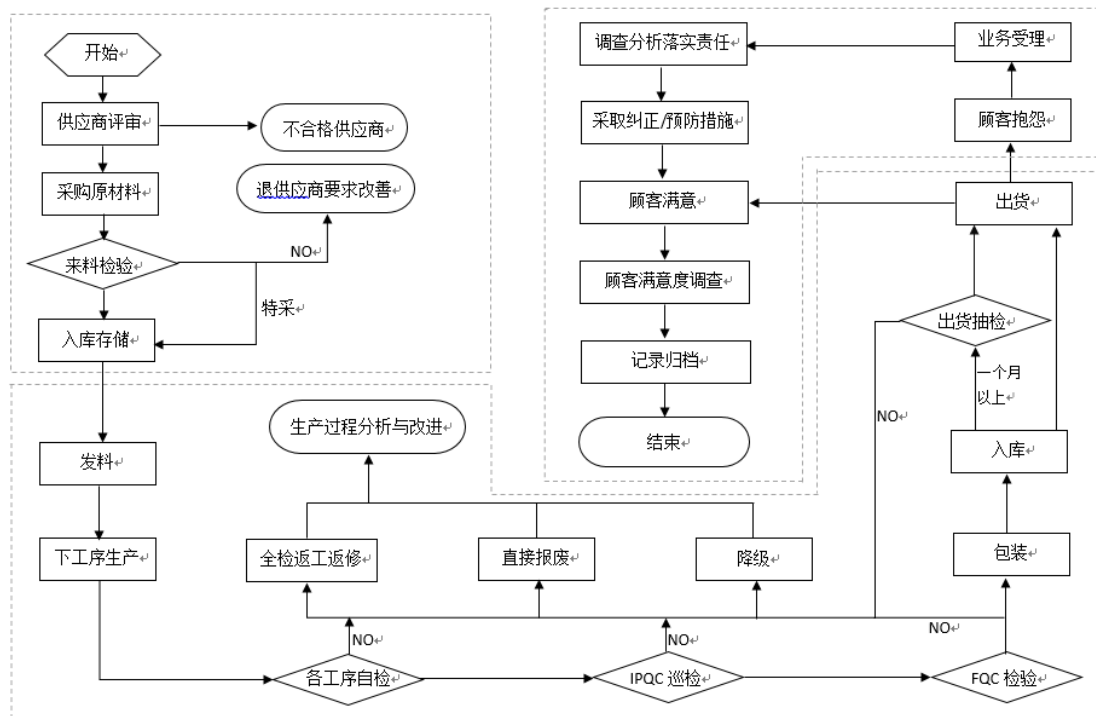 开始
供应商评审
不合格供应商
采购原材料
退供应商要求改善
来料检验
NO
特采
入库存储
调查分析落实责任
业务受理
采取纠正/预防措施
顾客抱怨
顾客满意
出货
顾客满意度调查
出货抽检
记录归档
一个月
以上
NO
结束
入库
生产过程分析与改进
发料
下工序生产
全检返工返修
直接报废
降级
包装
NO
NO
NO
各工序自检
IPQC 巡检
FQC 检验